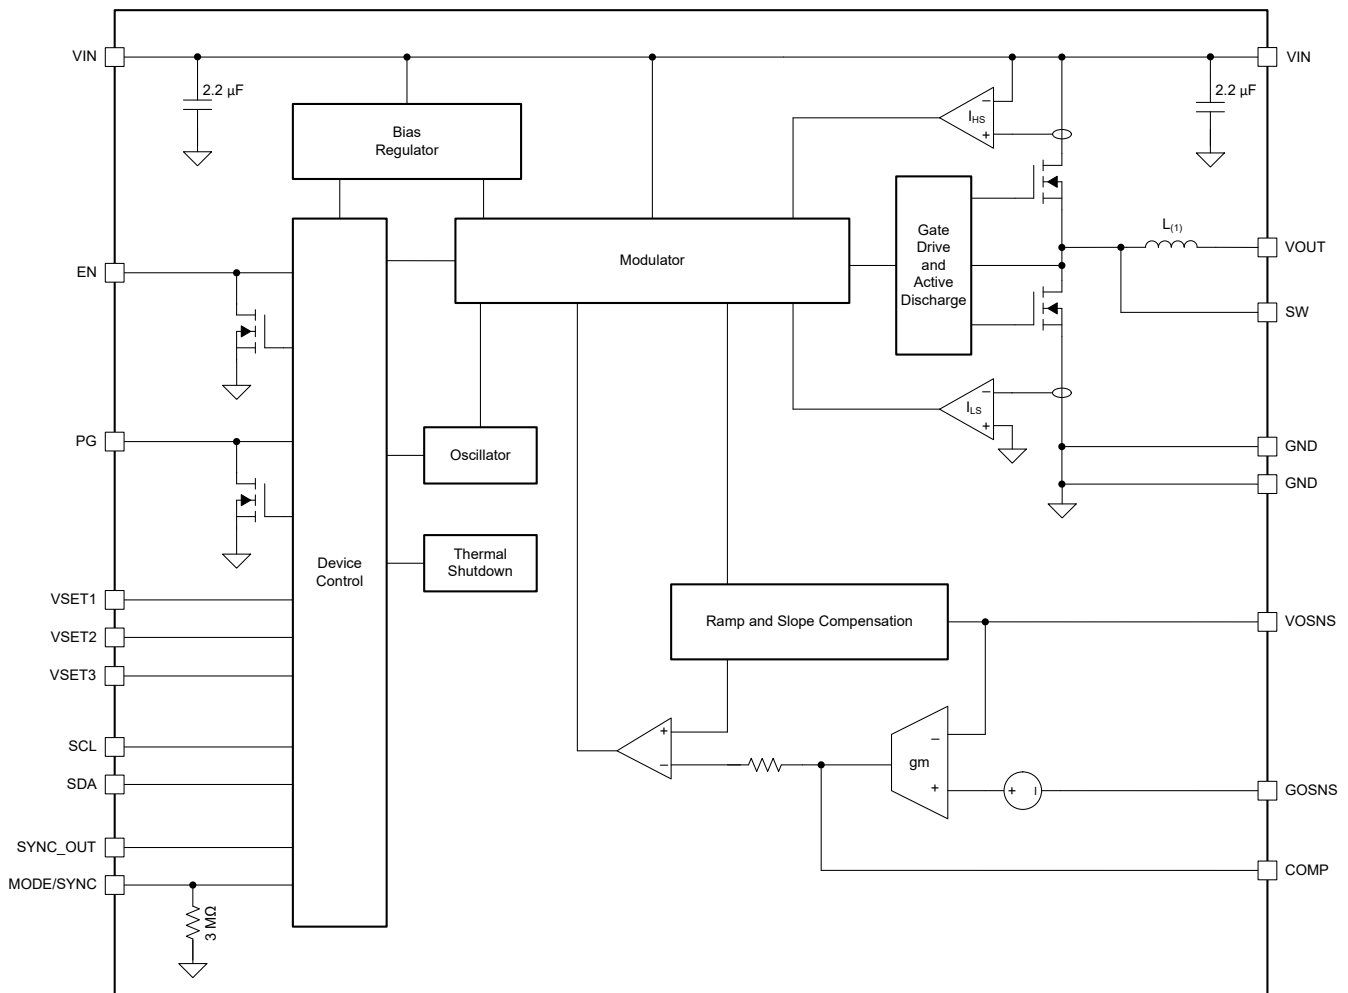 VIN
2.2 µF
Bias
Regulator
EN
PG
VSET1
VSET2
VSET3
SCL
SDA
SYNC_OUT
MODE/SYNC
3 MΩ
Device
Control
Modulator
Oscillator
Thermal
Shutdown
IHS
−
+
Gate
Drive
and
Active
Discharge
ILS
−
+
L(1)
2.2 µF
VIN
VOUT
SW
GND
GND
Ramp and Slope Compensation
VOSNS
+
−
gm
−
+
+
GOSNS
COMP